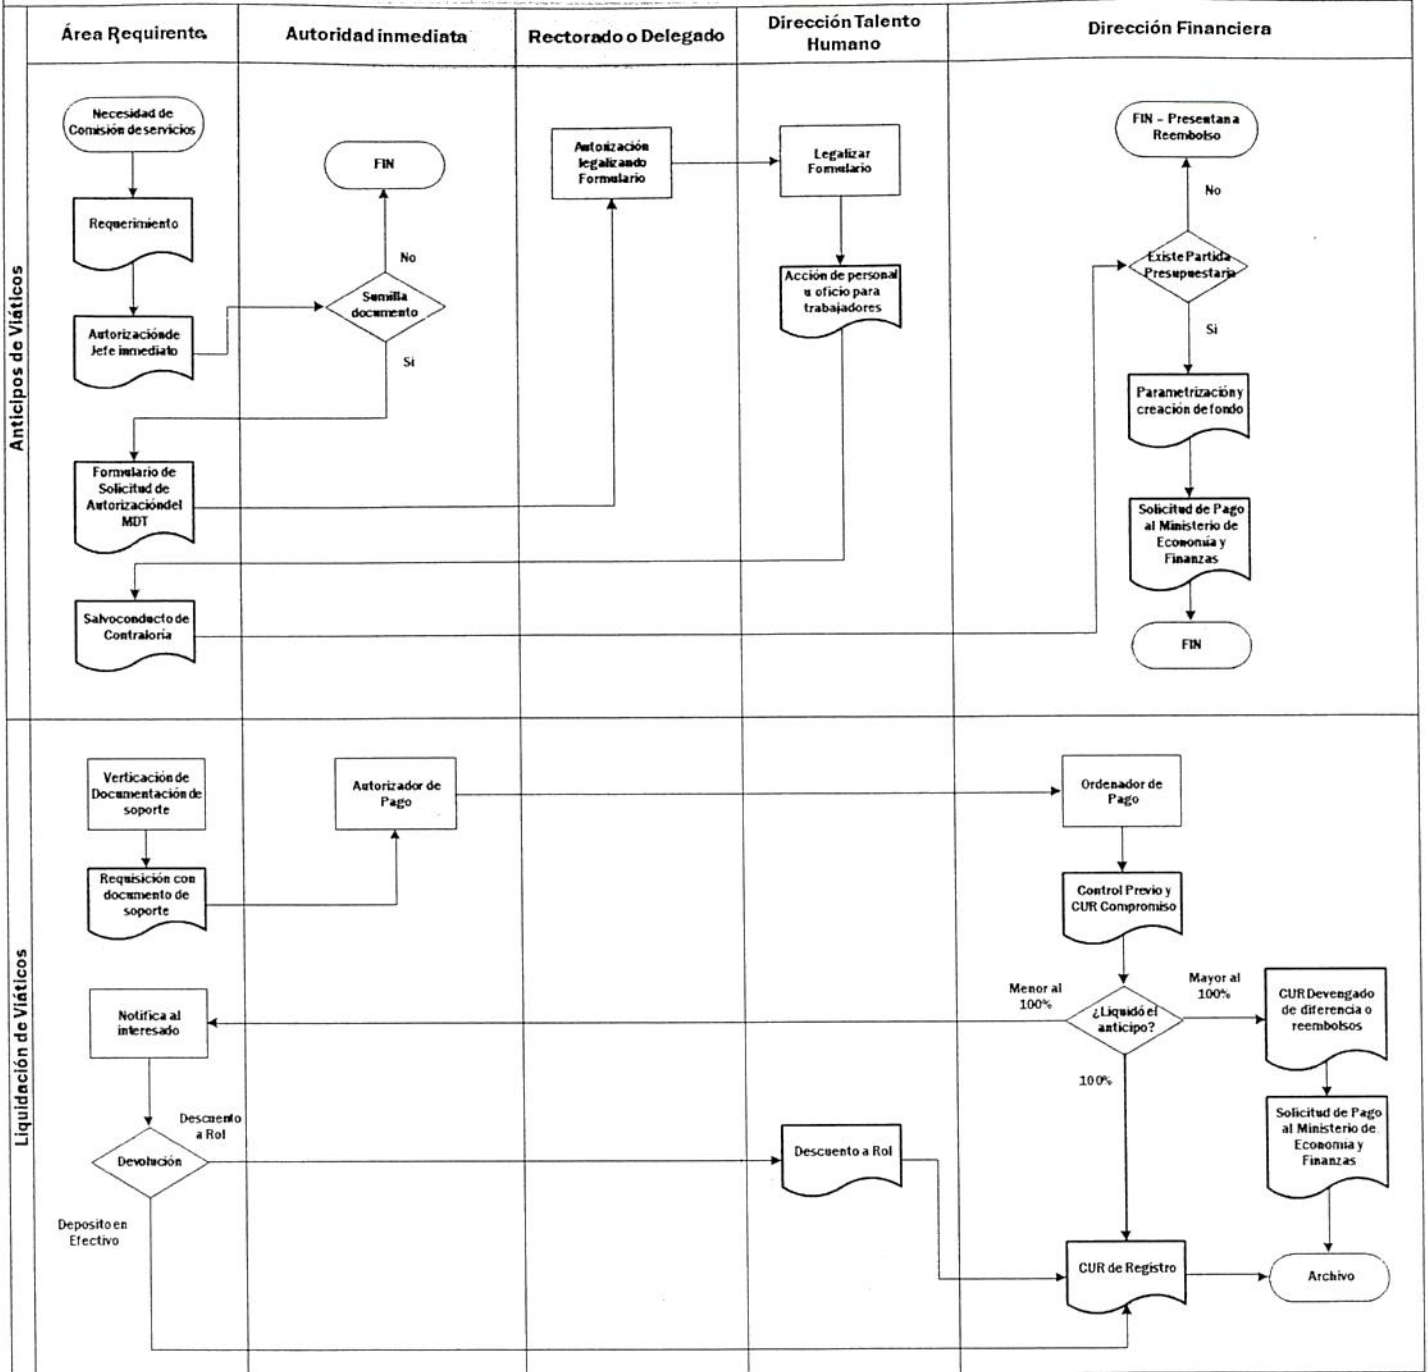 Área Requirente
Autoridad inmediata
Rectorado o Delegado
Dirección Talento
Humano
Dirección Financiera
Anticipos de Viáticos
Necesidad de
Comisión de servicios
Requerimiento
Autorización de
Jefe inmediato
Formulario de
Solicitud de
Autorización del
MDT
Salvoconducto de
Contraloría
FIN
No
Sumilla
documento
Si
Autorización
legalizando
Formulario
Legalizar
Formulario
Acción de personal
u oficio para
trabajadores
FIN - Presentan a
Reembolso
No
Existe Partida
Presupuestaria
Si
Parametrización y
creación de fondo
Solicitud de Pago
al Ministerio de
Economía y
Finanzas
FIN
Liquidación de Viáticos
Verticación de
Documentación de
soporte
Requisición con
documento de
soporte
Autorizador de
Pago
Ordenador de
Pago
Control Previo y
CUR Compromiso
Menor al
100%
¿Liquidó el
anticipo?
Mayor al
100%
100%
CUR Devengado
de diferencia o
reembolsos
Solicitud de Pago
al Ministerio de
Economía y
Finanzas
Notifica al
interesado
Descuento
a Rol
Devolución
Deposito en
Efectivo
Descuento a Rol
CUR de Registro
Archivo